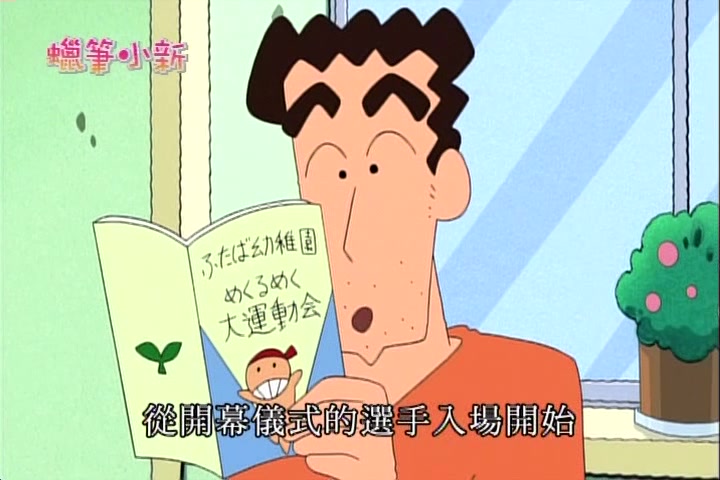 蠟筆小新
ふたば幼稚園
めくるめく
大運動会
從開幕儀式的選手入場開始